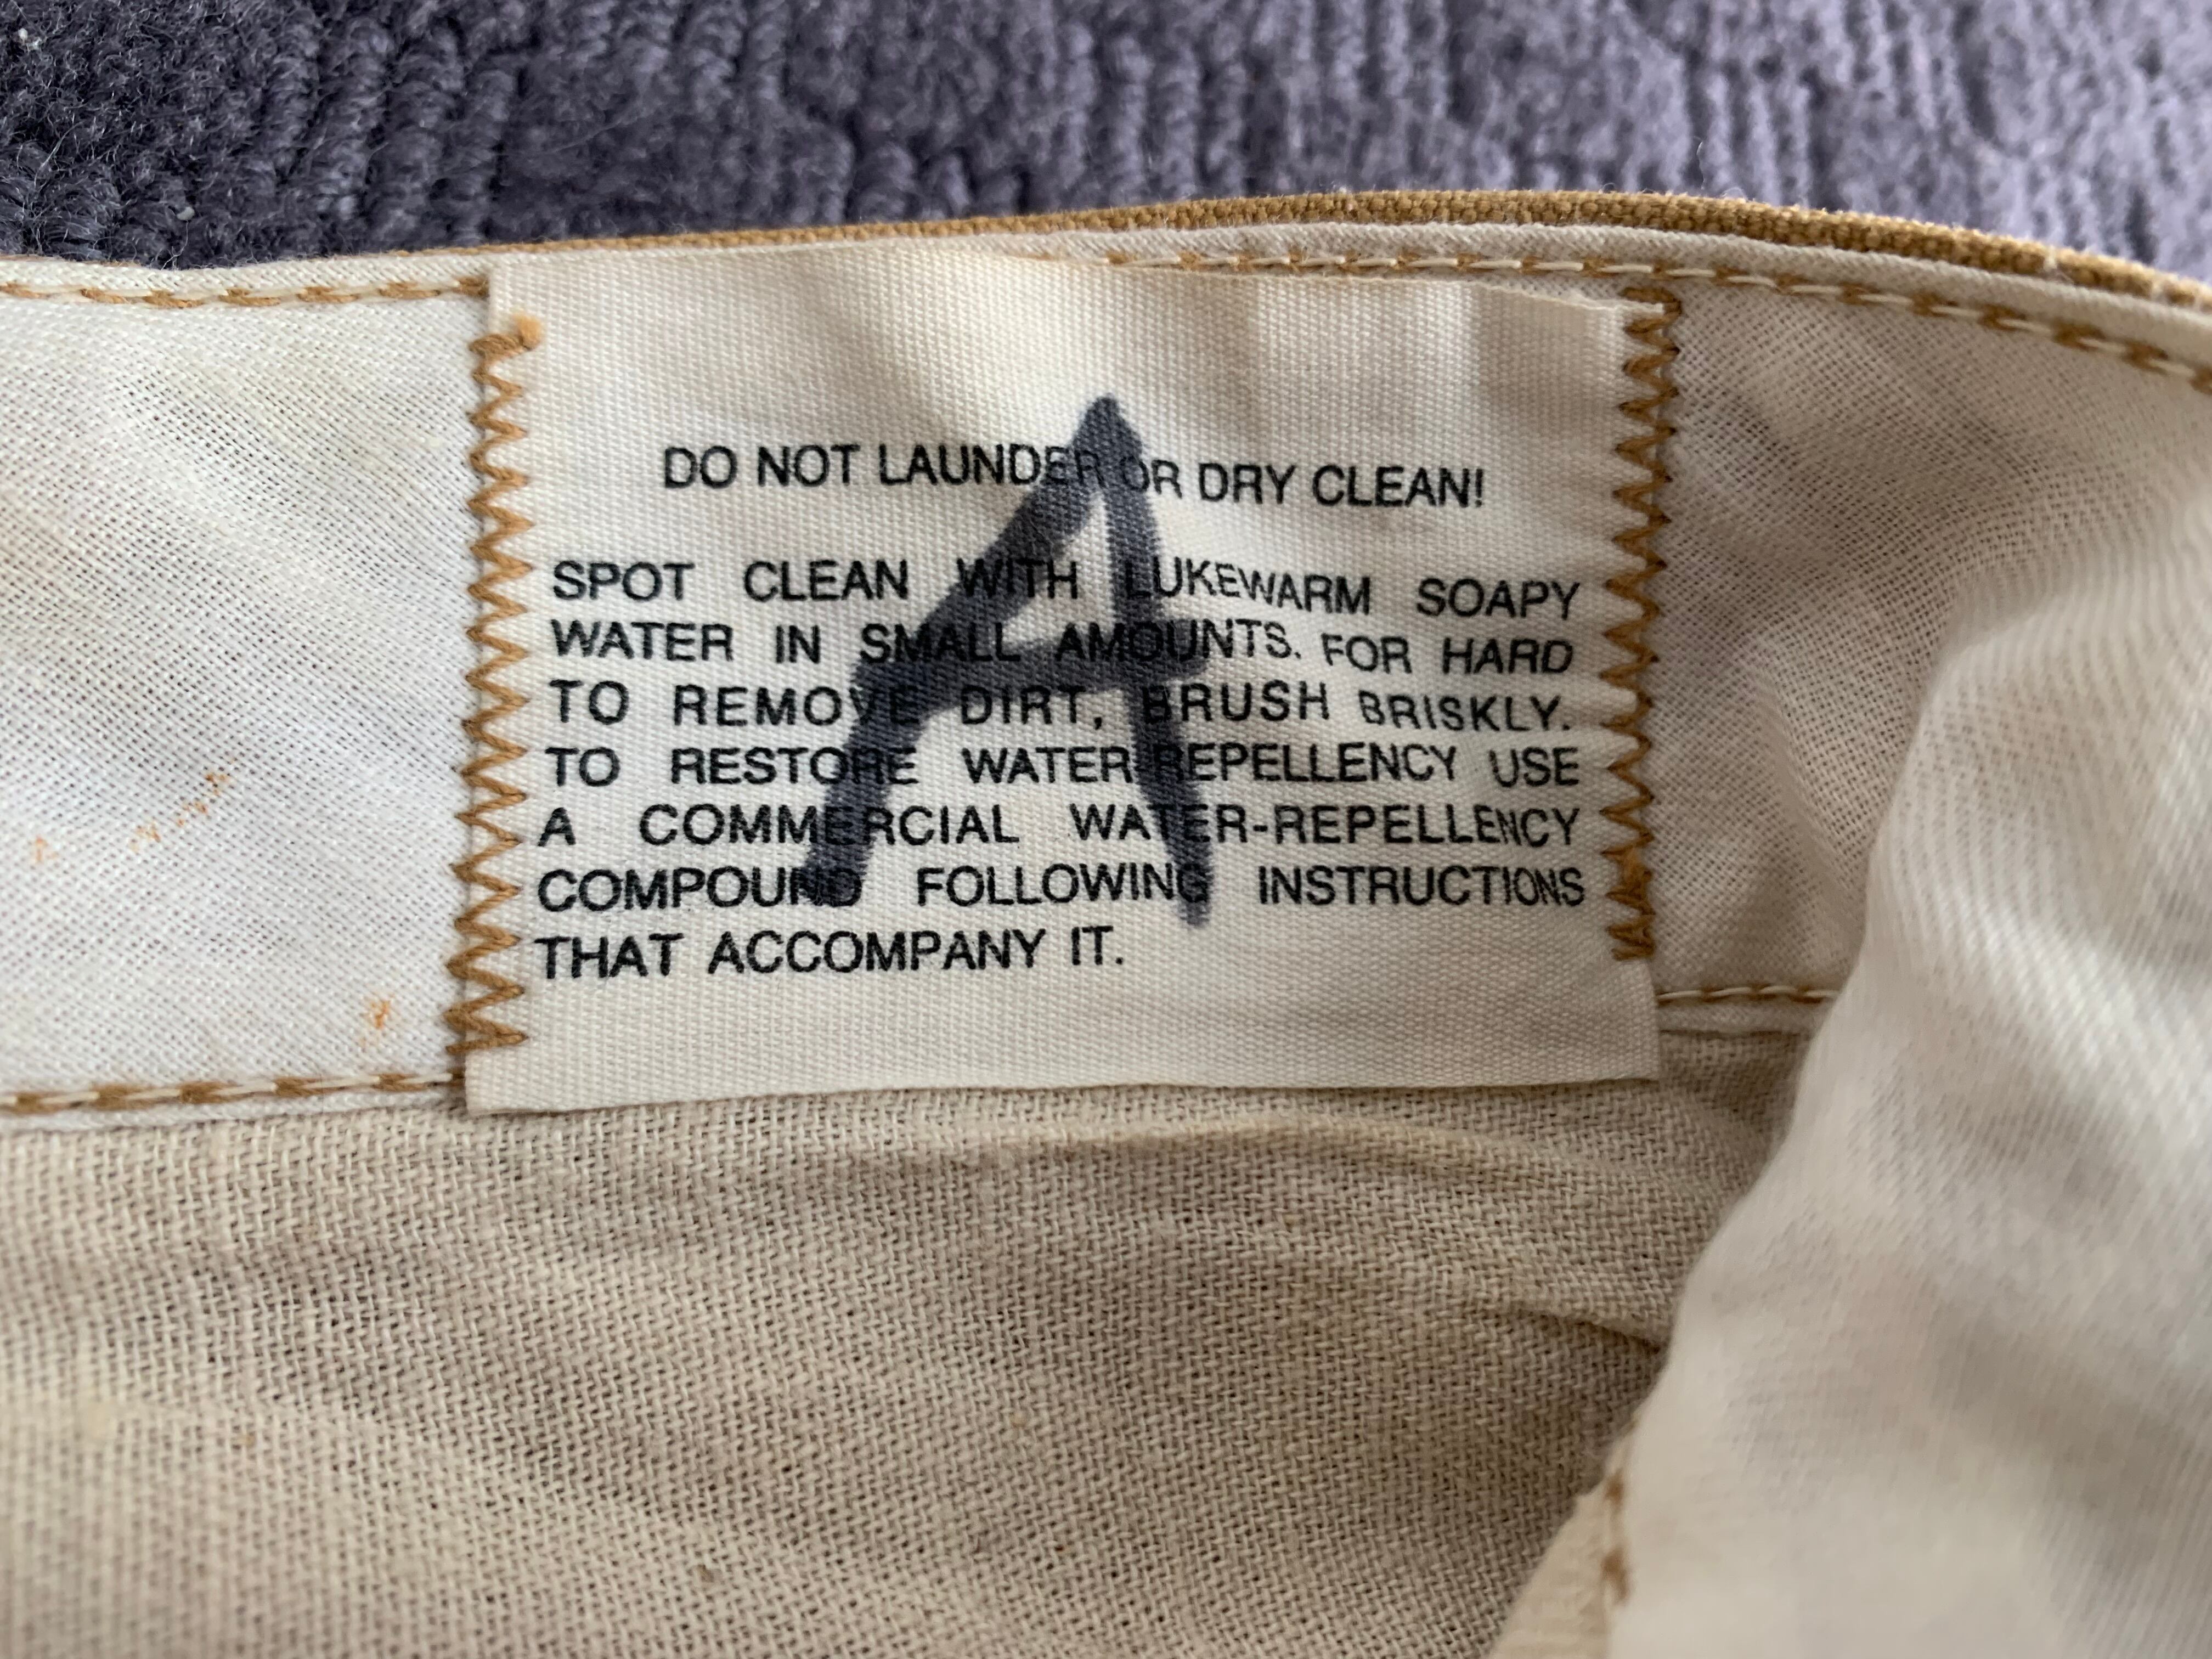 DO NOT LAUNDER OR DRY CLEAN!
SPOT CLEAN WITH LUKEWARM SOAPY
WATER IN SMALL AMOUNTS. FOR HARD
TO REMOVE DIRT, BRUSH BRISKLY.
TO RESTORE WATER REPELLENCY USE
A COMMERCIAL WATER-REPELLENCY
COMPOUND FOLLOWING INSTRUCTIONS
THAT ACCOMPANY IT.
A